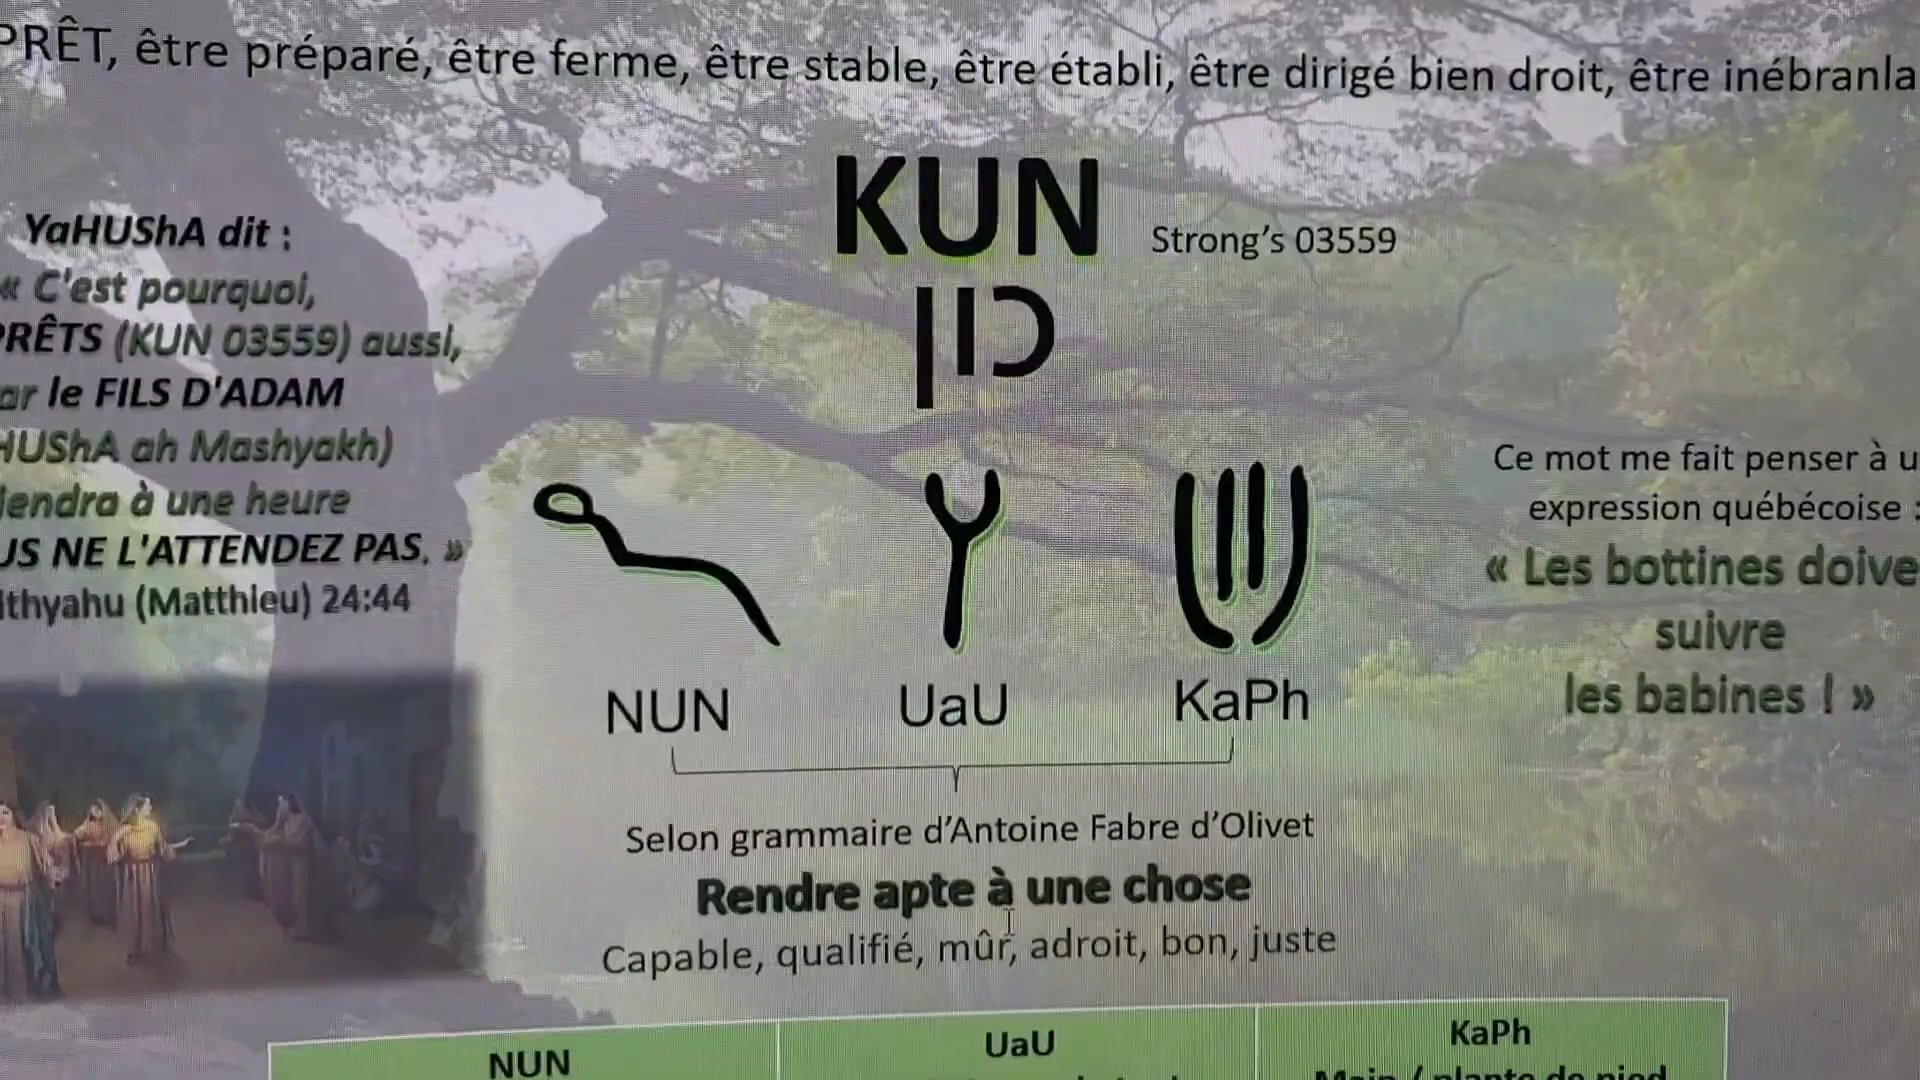 PRÊT, être préparé, être ferme, être stable, être établi, être dirigé bien droit, être inébranla
KUN
Strong's 03559
כון
YaHUShA dit :
« C'est pourquoi,
PRÊTS (KUN 03559) aussi,
ar le FILS D'ADAM
HUShA ah Mashyakh)
iendra à une heure
US NE L'ATTENDEZ PAS. »
ithyahu (Matthieu) 24:44
NUN
UaU
KaPh
Selon grammaire d'Antoine Fabre d'Olivet
Rendre apte à une chose
Capable, qualifié, mûr, adroit, bon, juste
Ce mot me fait penser à u
expression québécoise :
« Les bottines doive
suivre
les babines ! »
NUN
UaU
KaPh
Main / plante de pied